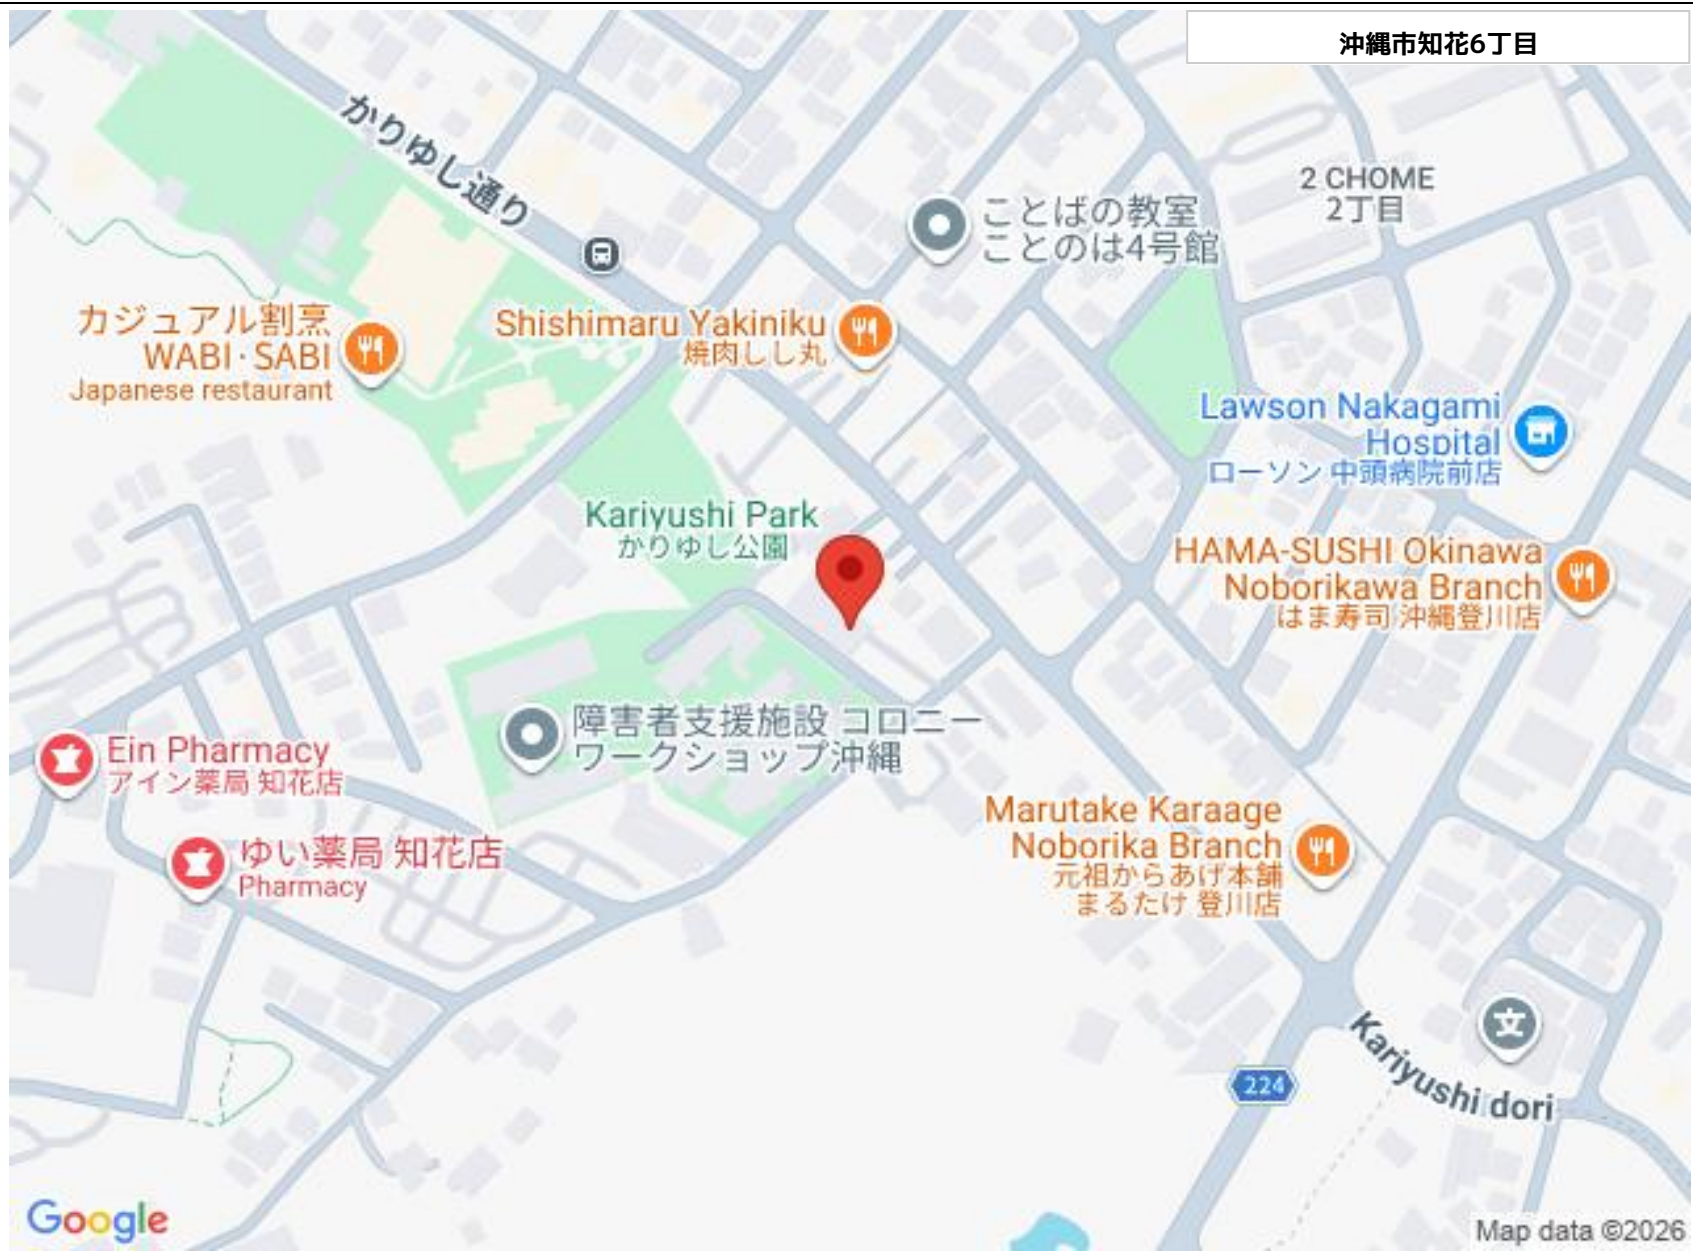 沖縄市知花6丁目
かりゆし通り
2 CHOME
2丁目
ことばの教室
ことのは4号館
カジュアル割烹
WABI・SABI
Japanese restaurant
Shishimaru Yakiniku
焼肉しし丸
Lawson Nakagami
Hospital
ローソン 中頭病院前店
Kariyushi Park
かりゆし公園
HAMA-SUSHI Okinawa
Noborikawa Branch
はま寿司 沖縄登川店
障害者支援施設 コロニー
ワークショップ沖縄
Ein Pharmacy
アイン薬局 知花店
Marutake Karaage
Noborika Branch
元祖からあげ本舗
まるたけ 登川店
ゆい薬局 知花店
Pharmacy
文
224
Kariyushi dori
Google
Map data ©2026